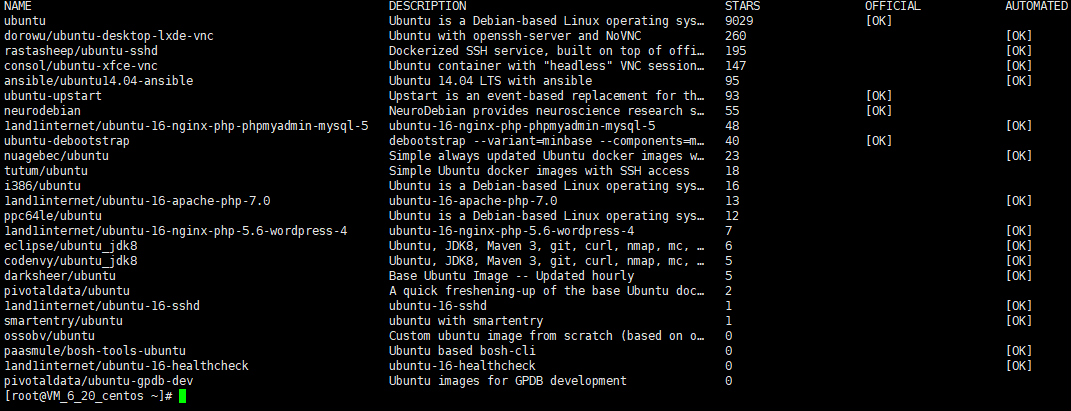 NAME DESCRIPTION STARS OFFICIAL AUTOMATED
ubuntu Ubuntu is a Debian-based Linux operating sys… 9029 [OK]
dorowu/ubuntu-desktop-lxde-vnc Ubuntu with openssh-server and NoVNC 260 [OK]
rastasheep/ubuntu-sshd Dockerized SSH service, built on top of offi… 195 [OK]
consol/ubuntu-xfce-vnc Ubuntu container with "headless" VNC session… 147 [OK]
ansible/ubuntu14.04-ansible Ubuntu 14.04 LTS with ansible 95 [OK]
ubuntu-upstart Upstart is an event-based replacement for th… 93 [OK]
neurodebian NeuroDebian provides neuroscience research s… 55 [OK]
1and1internet/ubuntu-16-nginx-php-phpmyadmin-mysql-5 ubuntu-16-nginx-php-phpmyadmin-mysql-5 48 [OK]
ubuntu-debootstrap debootstrap --variant=minbase --components=m… 40 [OK]
nuagebec/ubuntu Simple always updated Ubuntu docker images w… 23 [OK]
tutum/ubuntu Simple Ubuntu docker images with SSH access 18
i386/ubuntu Ubuntu is a Debian-based Linux operating sys… 16
1and1internet/ubuntu-16-apache-php-7.0 ubuntu-16-apache-php-7.0 13 [OK]
ppc64le/ubuntu Ubuntu is a Debian-based Linux operating sys… 12
1and1internet/ubuntu-16-nginx-php-5.6-wordpress-4 ubuntu-16-nginx-php-5.6-wordpress-4 7 [OK]
eclipse/ubuntu_jdk8 Ubuntu, JDK8, Maven 3, git, curl, nmap, mc, … 6 [OK]
codenvy/ubuntu_jdk8 Ubuntu, JDK8, Maven 3, git, curl, nmap, mc, … 5 [OK]
darksheer/ubuntu Base Ubuntu Image -- Updated hourly 5 [OK]
pivotaldata/ubuntu A quick freshening-up of the base Ubuntu doc… 2
1and1internet/ubuntu-16-sshd ubuntu-16-sshd 1 [OK]
smartentry/ubuntu ubuntu with smartentry 1 [OK]
ossobv/ubuntu Custom ubuntu image from scratch (based on o… 0
paasmule/bosh-tools-ubuntu Ubuntu based bosh-cli 0 [OK]
1and1internet/ubuntu-16-healthcheck ubuntu-16-healthcheck 0 [OK]
pivotaldata/ubuntu-gpdb-dev Ubuntu images for GPDB development 0
[root@VM_6_20_centos ~]#